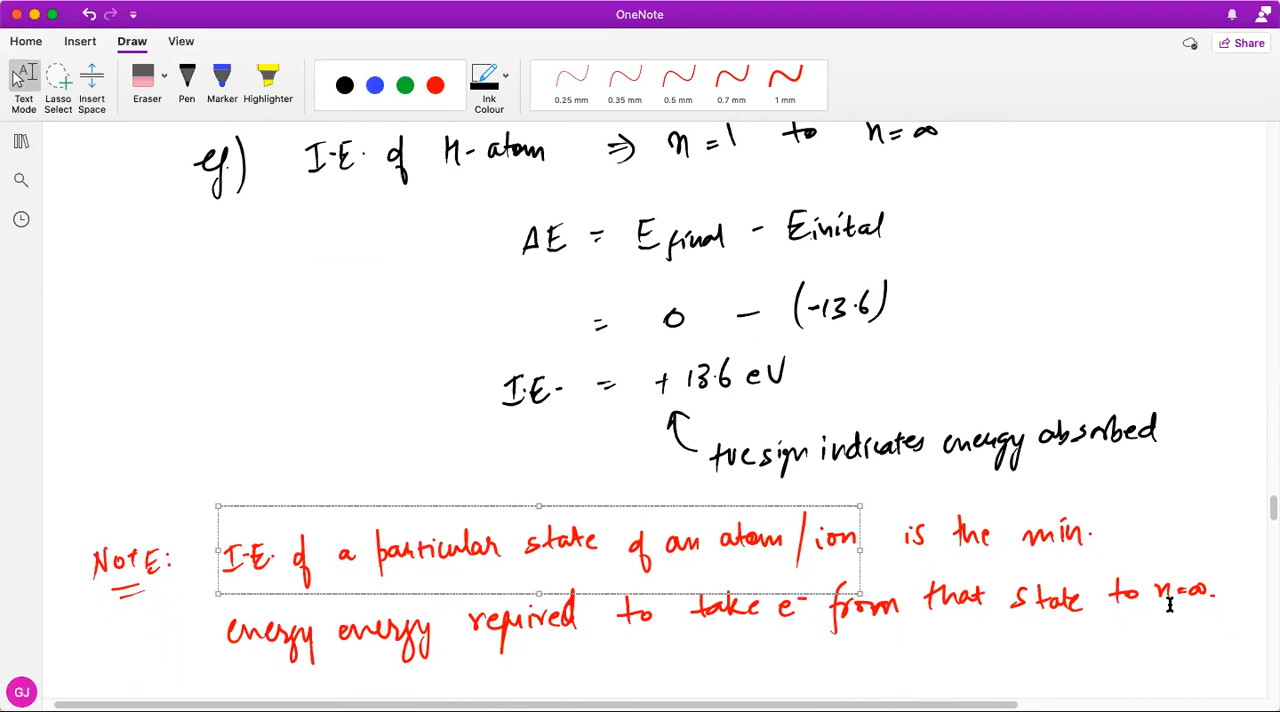 OneNote
Home Insert Draw View
Share
Text Mode
Lasso Select
Insert Space
Eraser
Pen
Marker
Highlighter
Ink Colour
0.25 mm 0.35 mm 0.5 mm 0.7 mm 1 mm
eg.) I.E. of H-atom ⇒ n=1 to n=∞
ΔE = Efinal - Einital
= 0 - (-13.6)
I.E. = +13.6 eV
+ve sign indicates energy absorbed
NOTE: I.E. of a particular state of an atom/ion is the min.
energy energy required to take e⁻ from that state to n=∞.
GJ